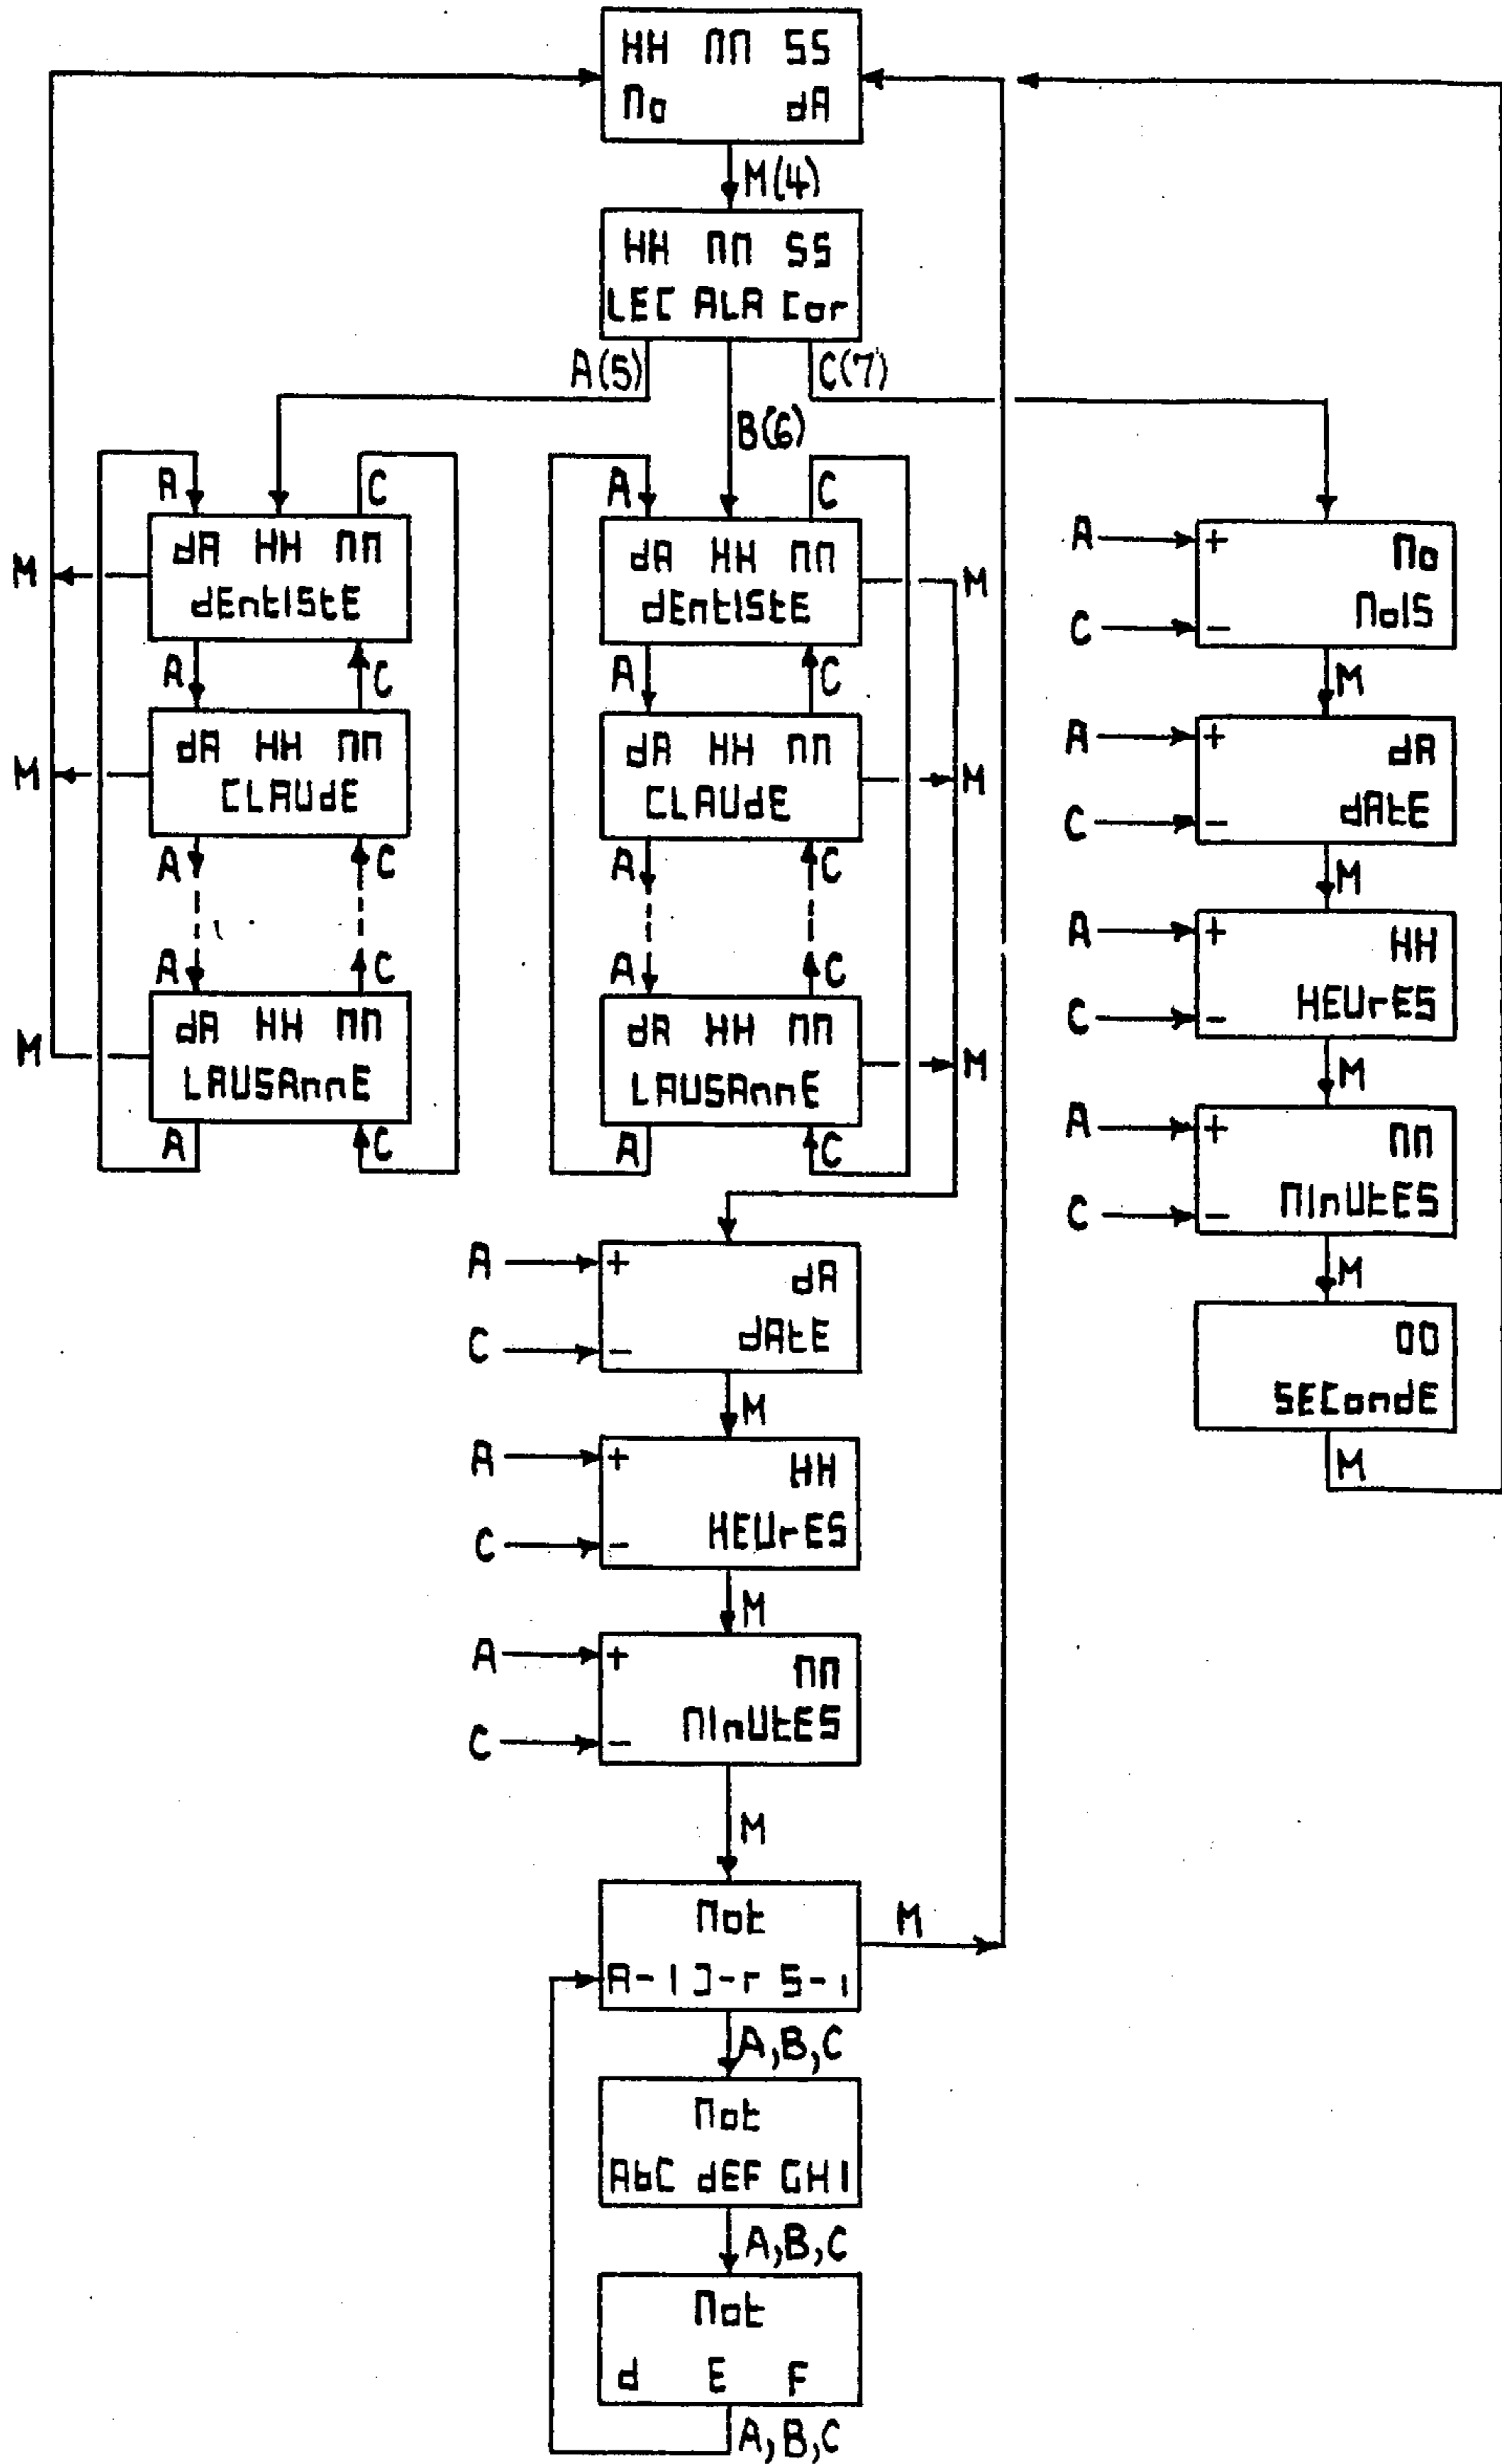 HH MM SS
Mo dA
M(4)
HH MM SS
LEC ALA Cor
A(5)
B(6)
C(7)
A
C
dA HH MM
dEntIStE
M
A
C
dA HH MM
CLAUdE
M
A
C
A
C
dA HH MM
LAUSAnnE
M
A
C
A
C
dA HH MM
dEntIStE
M
A
C
dA HH MM
CLAUdE
M
A
C
A
C
dA HH MM
LAUSAnnE
M
A
C
A + dA
C - dAtE
M
A + HH
C - HEUrES
M
A + MM
C - MInUtES
M
Mot
A-I J-r S-ı
M
A,B,C
Mot
AbC dEF GHI
A,B,C
Mot
d E F
A,B,C
A + Mo
C - MoIS
M
A + dA
C - dAtE
M
A + HH
C - HEUrES
M
A + MM
C - MInUtES
M
00
SEcondE
M